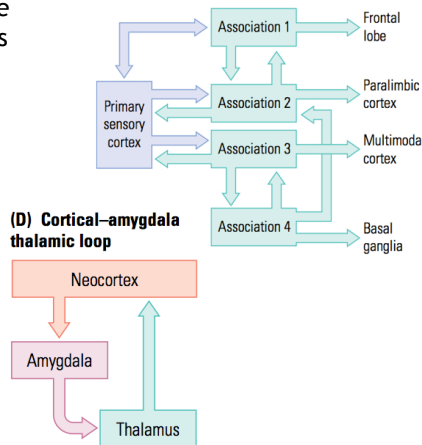 e
s
Association 1
Frontal
lobe
Primary
sensory
cortex
Association 2
Paralimbic
cortex
Association 3
Multimoda
cortex
Association 4
Basal
ganglia
(D) Cortical–amygdala
thalamic loop
Neocortex
Amygdala
Thalamus